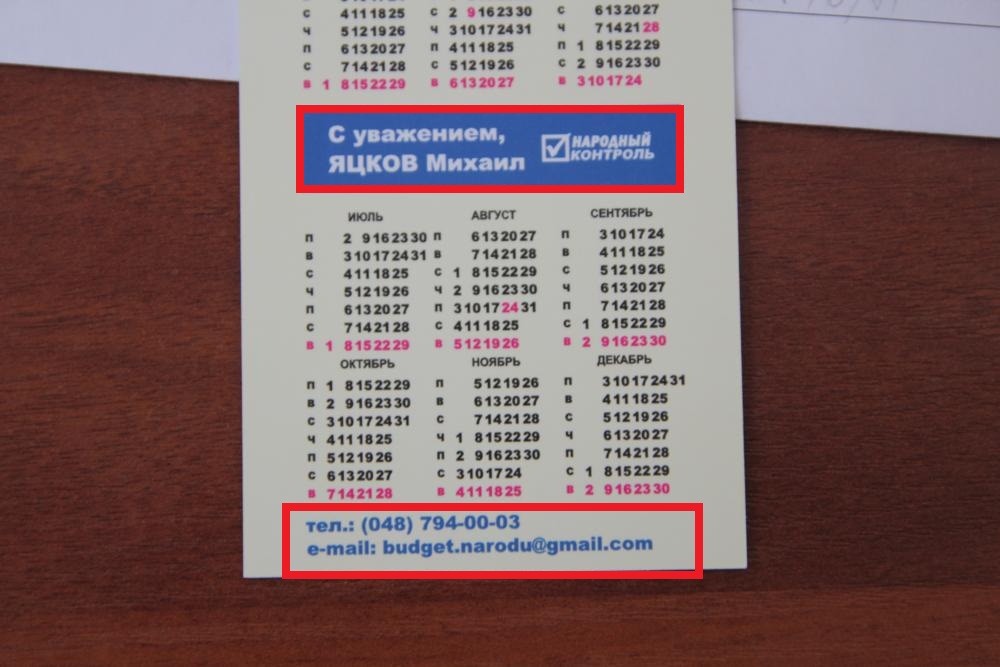 С 4 11 18 25 С 2 9 16 23 30 С 6 13 20 27
Ч 5 12 19 26 Ч 3 10 17 24 31 Ч 7 14 21 28
П 6 13 20 27 П 4 11 18 25 П 1 8 15 22 29
С 7 14 21 28 С 5 12 19 26 С 2 9 16 23 30
В 1 8 15 22 29 В 6 13 20 27 В 3 10 17 24
С уважением,
ЯЦКОВ Михаил
НАРОДНЫЙ
КОНТРОЛЬ
ИЮЛЬ АВГУСТ СЕНТЯБРЬ
П 2 9 16 23 30 П 6 13 20 27 П 3 10 17 24
В 3 10 17 24 31 В 7 14 21 28 В 4 11 18 25
С 4 11 18 25 С 1 8 15 22 29 С 5 12 19 26
Ч 5 12 19 26 Ч 2 9 16 23 30 Ч 6 13 20 27
П 6 13 20 27 П 3 10 17 24 31 П 7 14 21 28
С 7 14 21 28 С 4 11 18 25 С 1 8 15 22 29
В 1 8 15 22 29 В 5 12 19 26 В 2 9 16 23 30
ОКТЯБРЬ НОЯБРЬ ДЕКАБРЬ
П 1 8 15 22 29 П 5 12 19 26 П 3 10 17 24 31
В 2 9 16 23 30 В 6 13 20 27 В 4 11 18 25
С 3 10 17 24 31 С 7 14 21 28 С 5 12 19 26
Ч 4 11 18 25 Ч 1 8 15 22 29 Ч 6 13 20 27
П 5 12 19 26 П 2 9 16 23 30 П 7 14 21 28
С 6 13 20 27 С 3 10 17 24 С 1 8 15 22 29
В 7 14 21 28 В 4 11 18 25 В 2 9 16 23 30
тел.: (048) 794-00-03
e-mail: budget.narodu@gmail.com